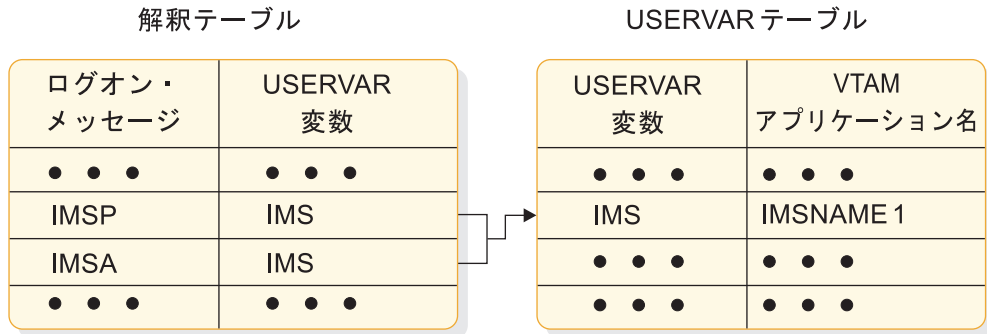 解釈テーブル
USERVAR テーブル
ログオン・
メッセージ
USERVAR
変数
USERVAR
変数
VTAM
アプリケーション名
● ● ●
● ● ●
● ● ●
● ● ●
IMSP
IMS
IMS
IMSNAME1
IMSA
IMS
● ● ●
● ● ●
● ● ●
● ● ●
● ● ●
● ● ●